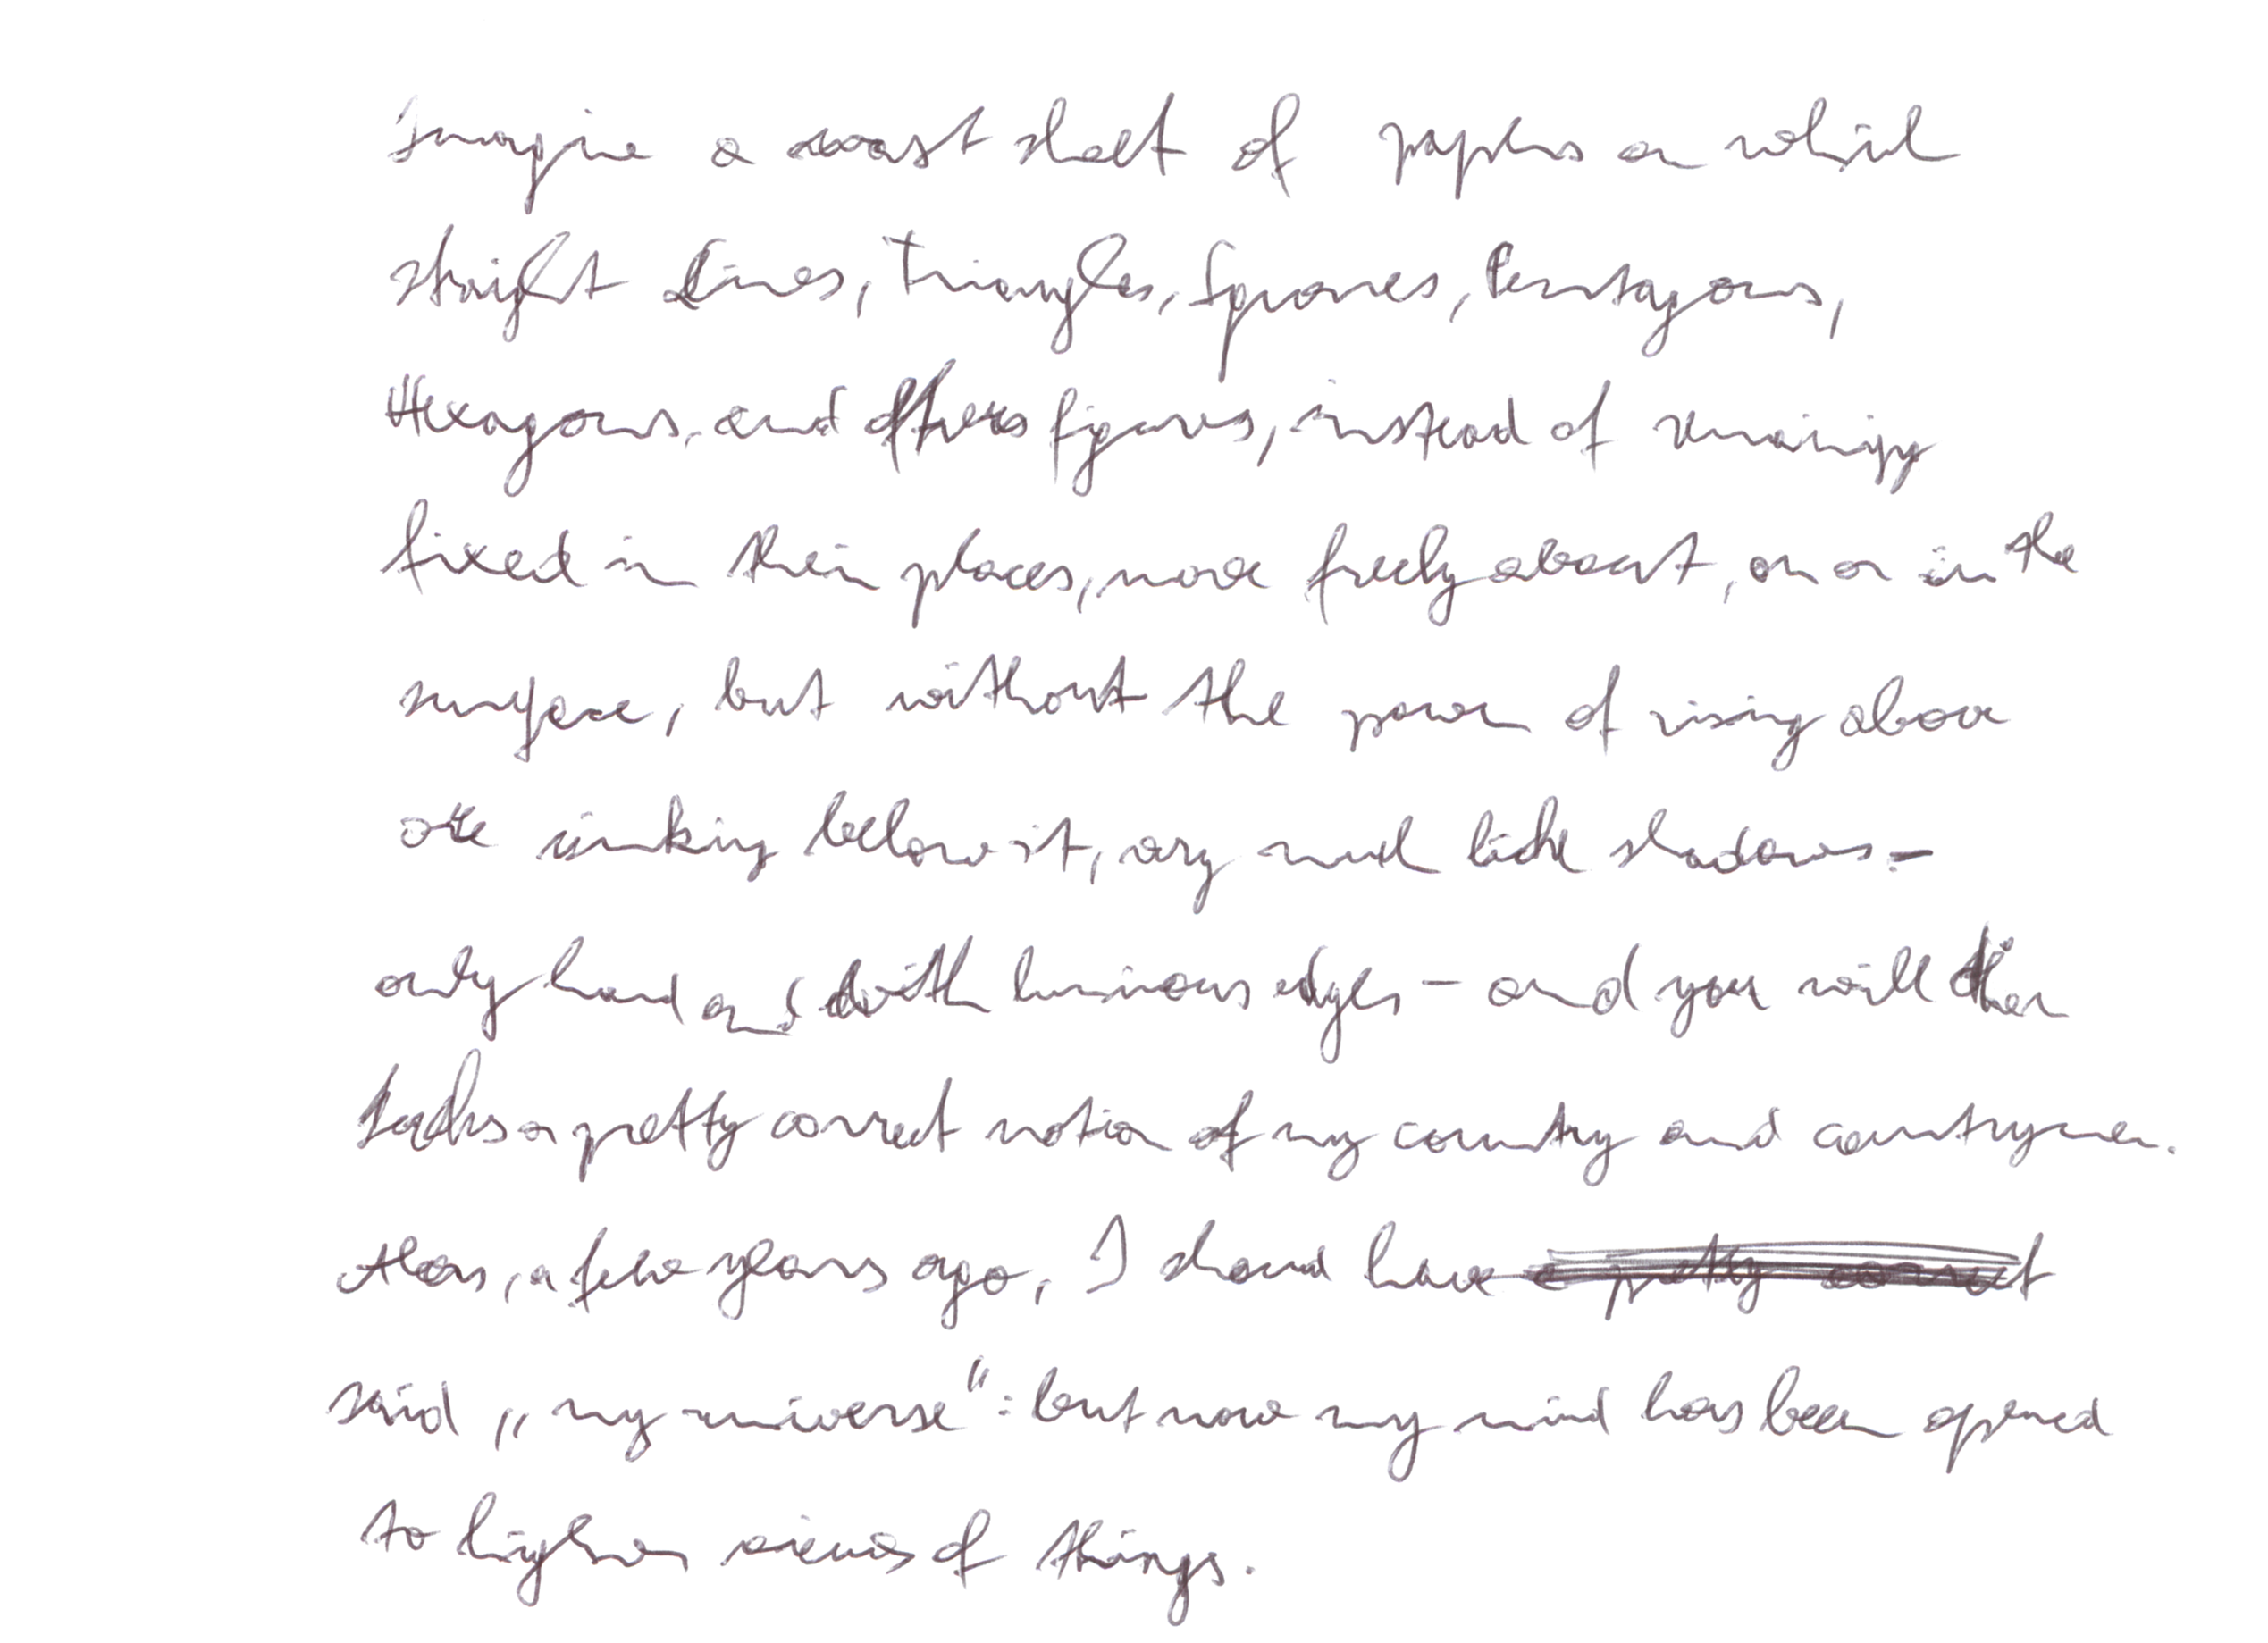 Imagine a vast sheet of paper on which
straight Lines, Triangles, Squares, Pentagons,
Hexagons, and other figures, instead of remaining
fixed in their places, move freely about, on or in the
surface, but without the power of rising above
or sinking below it, very much like shadows -
only hard and with luminous edges - and you will then
have a pretty correct notion of my country and countrymen.
Alas, a few years ago, I should have a pretty correct
said „my universe“: but now my mind has been opened
to higher views of things.